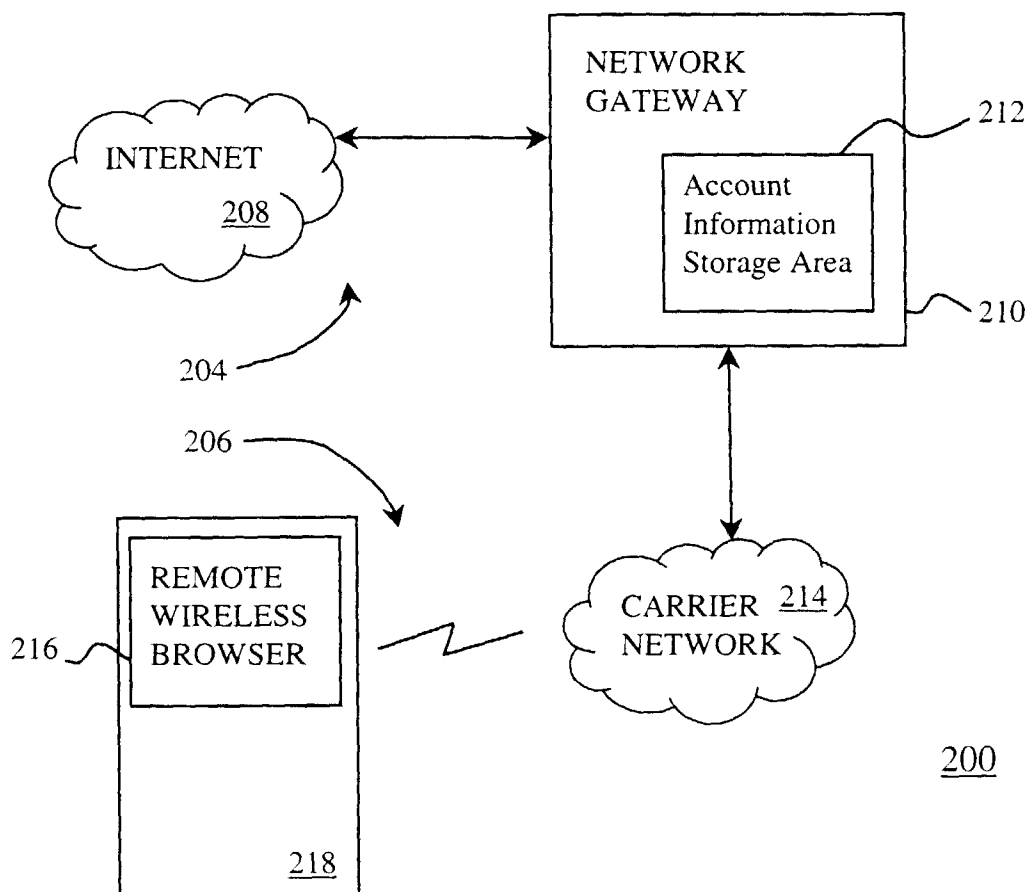 NETWORK
GATEWAY
212
INTERNET
208
Account
Information
Storage Area
210
204
206
REMOTE
WIRELESS
BROWSER
216
CARRIER
214
NETWORK
200
218